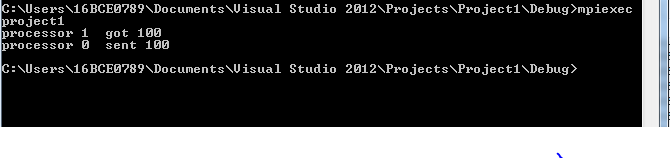 C:\Users\16BCE0789\Documents\Visual Studio 2012\Projects\Project1\Debug>mpiexec
project1
processor 1  got 100
processor 0  sent 100
C:\Users\16BCE0789\Documents\Visual Studio 2012\Projects\Project1\Debug>